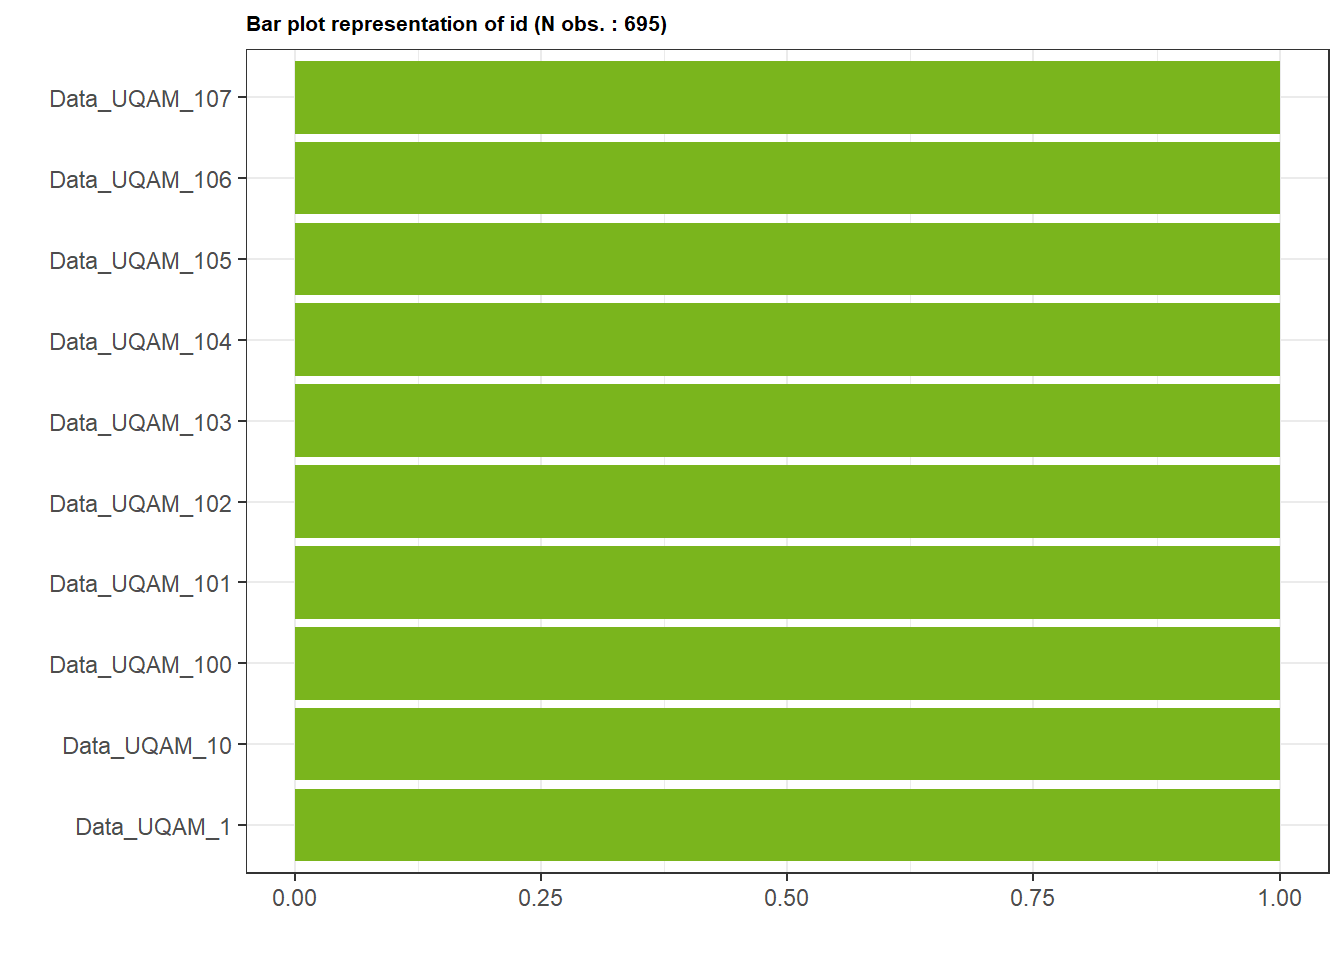 Bar plot representation of id (N obs. : 695)
Data_UQAM_107
Data_UQAM_106
Data_UQAM_105
Data_UQAM_104
Data_UQAM_103
Data_UQAM_102
Data_UQAM_101
Data_UQAM_100
Data_UQAM_10
Data_UQAM_1
0.00 0.25 0.50 0.75 1.00